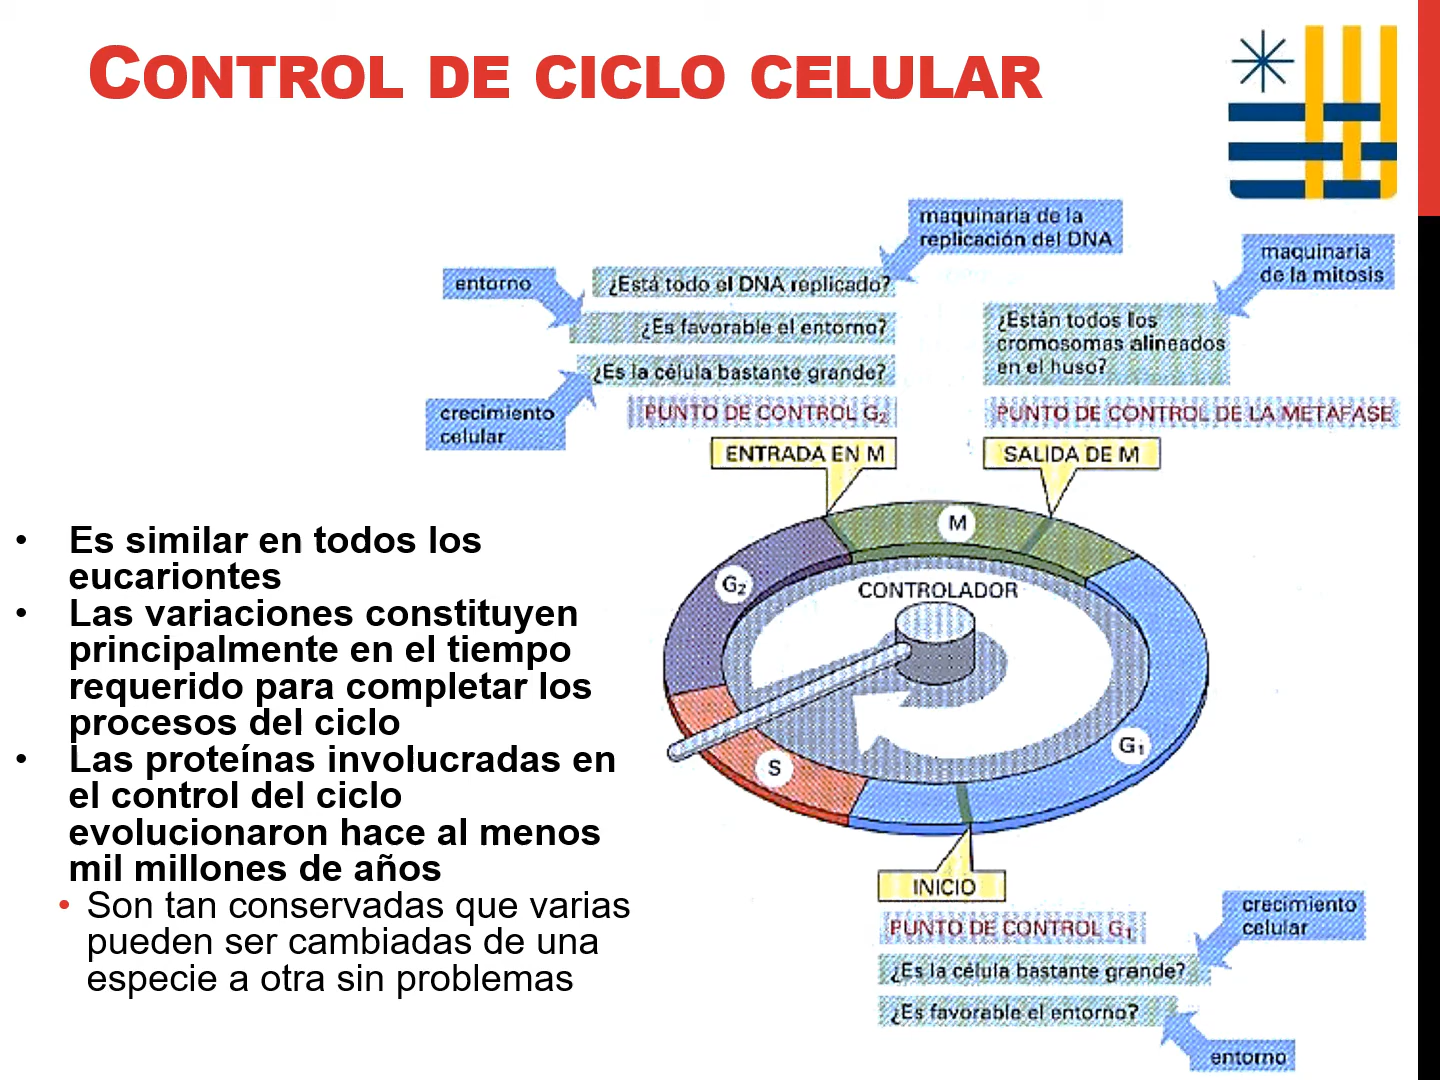 CONTROL DE CICLO CELULAR
maquinaria de la
replicación del DNA
maquinaria
de la mitosis
entorno
¿Está todo el DNA replicado?
¿Es favorable el entorno?
¿Están todos los
cromosomas alineados
en el huso?
¿Es la célula bastante grande?
crecimiento
celular
PUNTO DE CONTROL G₂
PUNTO DE CONTROL DE LA METAFASE
ENTRADA EN M
SALIDA DE M
M
G₂
CONTROLADOR
G₁
S
INICIO
PUNTO DE CONTROL G₁
crecimiento
celular
¿Es la célula bastante grande?
¿Es favorable el entorno?
entorno
• Es similar en todos los
eucariontes
• Las variaciones constituyen
principalmente en el tiempo
requerido para completar los
procesos del ciclo
• Las proteínas involucradas en
el control del ciclo
evolucionaron hace al menos
mil millones de años
• Son tan conservadas que varias
pueden ser cambiadas de una
especie a otra sin problemas